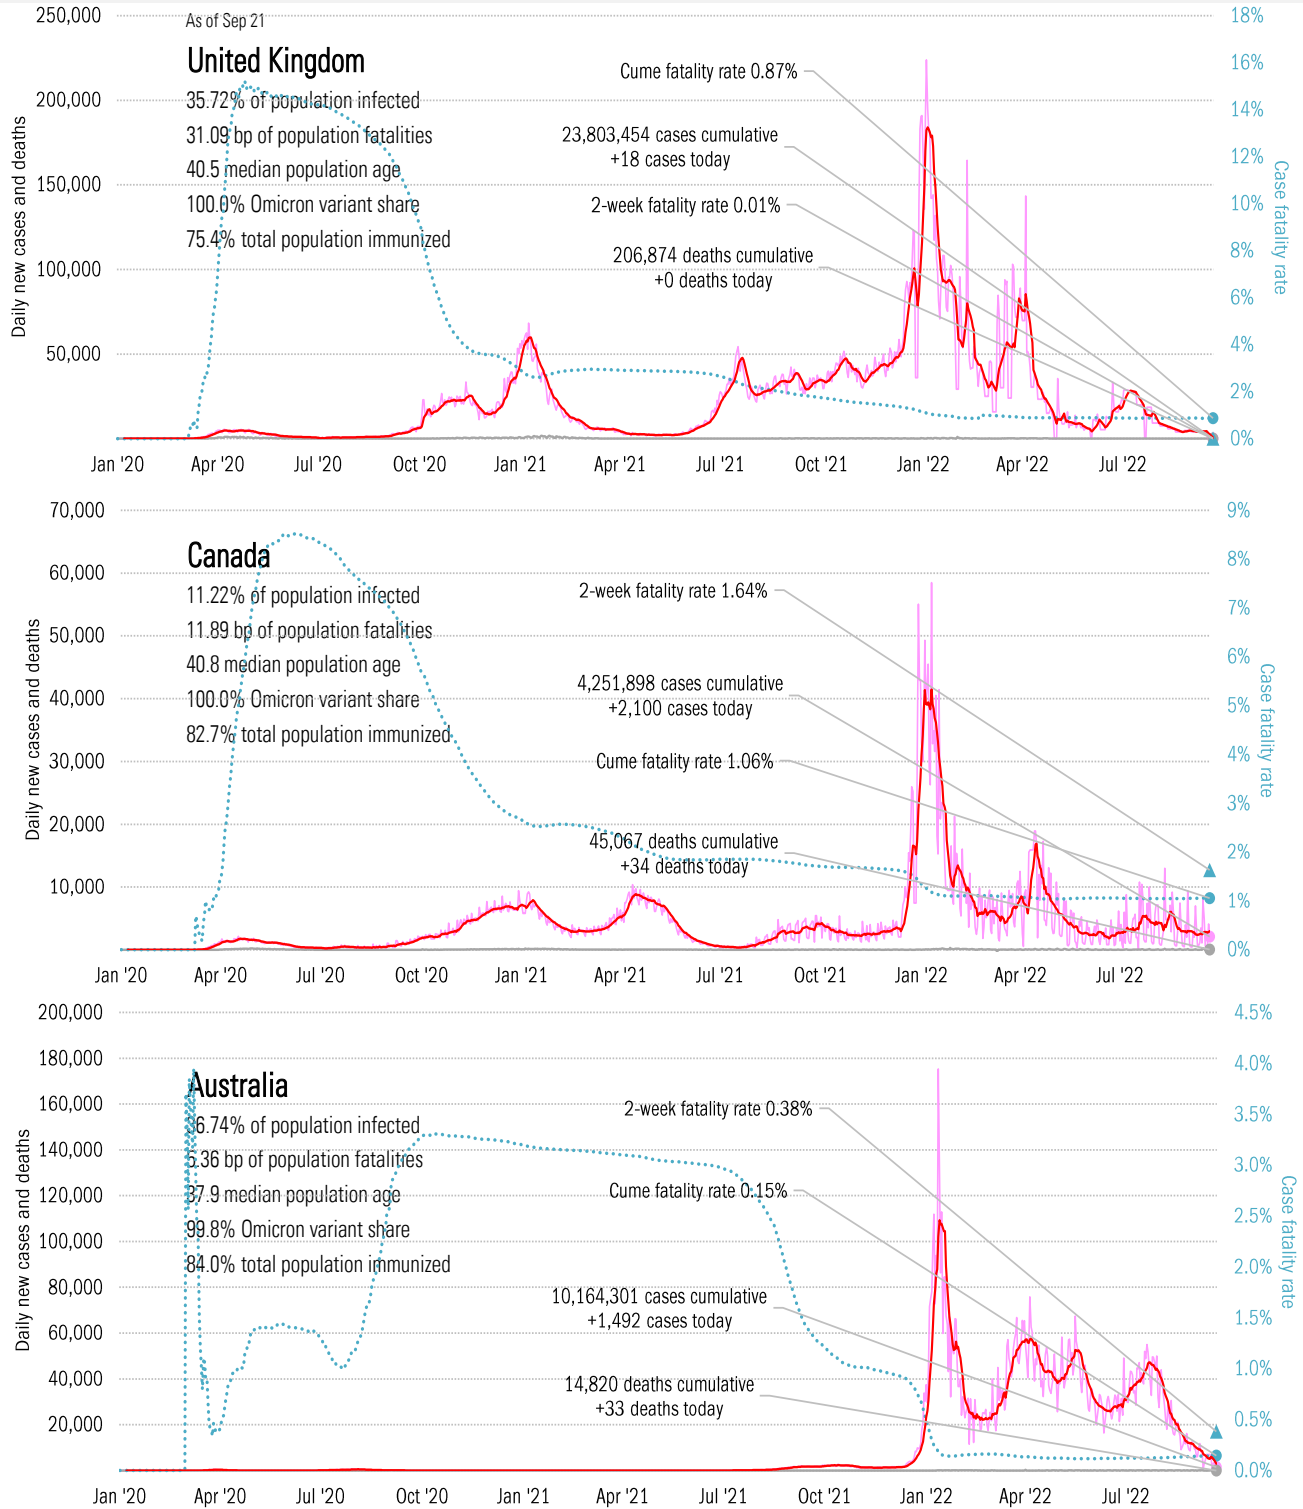 250,000
As of Sep 21
18%
United Kingdom
16%
Cume fatality rate 0.87%
35.72% of population infected
200,000
14%
31.09 bp of population fatalities
23,803,454 cases cumulative
+18 cases today
12%
40.5 median population age
150,000
100.0% Omicron variant share
2-week fatality rate 0.01%
10%
75.4% total population immunized
206,874 deaths cumulative
+0 deaths today
8%
100,000
6%
50,000
4%
2%
0%
Daily new cases and deaths
Case fatality rate
Jan '20 Apr '20 Jul '20 Oct '20 Jan '21 Apr '21 Jul '21 Oct '21 Jan '22 Apr '22 Jul '22
70,000
9%
Canada
8%
60,000
2-week fatality rate 1.64%
11.22% of population infected
7%
11.89 bp of population fatalities
50,000
40.8 median population age
6%
4,251,898 cases cumulative
+2,100 cases today
100.0% Omicron variant share
40,000
5%
82.7% total population immunized
30,000
Cume fatality rate 1.06%
4%
3%
20,000
45,067 deaths cumulative
+34 deaths today
2%
10,000
1%
0%
Daily new cases and deaths
Case fatality rate
Jan '20 Apr '20 Jul '20 Oct '20 Jan '21 Apr '21 Jul '21 Oct '21 Jan '22 Apr '22 Jul '22
200,000
4.5%
180,000
4.0%
Australia
160,000
2-week fatality rate 0.38%
3.5%
36.74% of population infected
140,000
5.36 bp of population fatalities
3.0%
120,000
37.9 median population age
Cume fatality rate 0.15%
2.5%
99.8% Omicron variant share
100,000
84.0% total population immunized
2.0%
80,000
10,164,301 cases cumulative
+1,492 cases today
1.5%
60,000
40,000
14,820 deaths cumulative
+33 deaths today
1.0%
20,000
0.5%
0.0%
Daily new cases and deaths
Case fatality rate
Jan '20 Apr '20 Jul '20 Oct '20 Jan '21 Apr '21 Jul '21 Oct '21 Jan '22 Apr '22 Jul '22